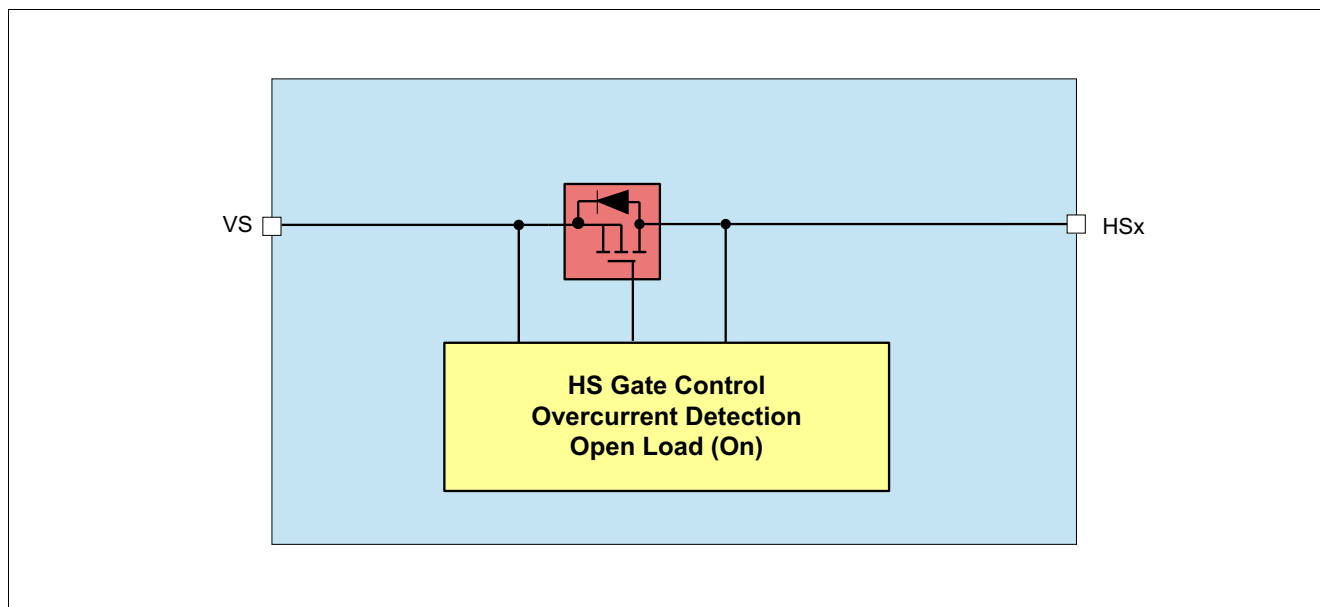 VS
HSx
HS Gate Control
Overcurrent Detection
Open Load (On)